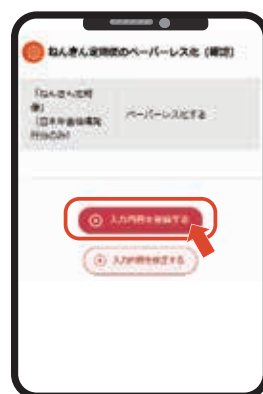 ねんきん定期便のペーパーレス化（確認）
「ねんきん定期
便」
（日本年金機構発
行分のみ）
ペーパーレス化する
入力内容を登録する
入力内容を修正する